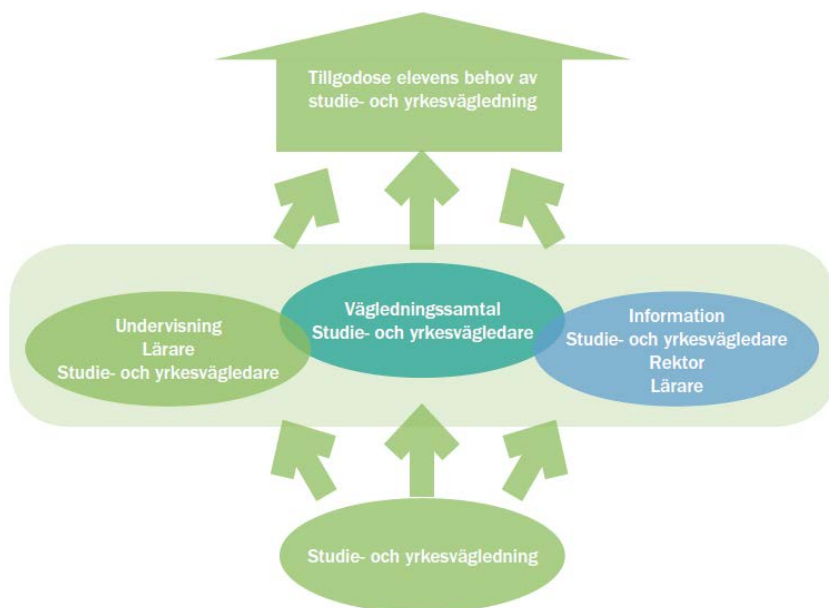 Tillgodose elevens behov av
studie- och yrkesvägledning
Undervisning
Lärare
Studie- och yrkesvägledare
Vägledningssamtal
Studie- och yrkesvägledare
Information
Studie- och yrkesvägledare
Rektor
Lärare
Studie- och yrkesvägledning